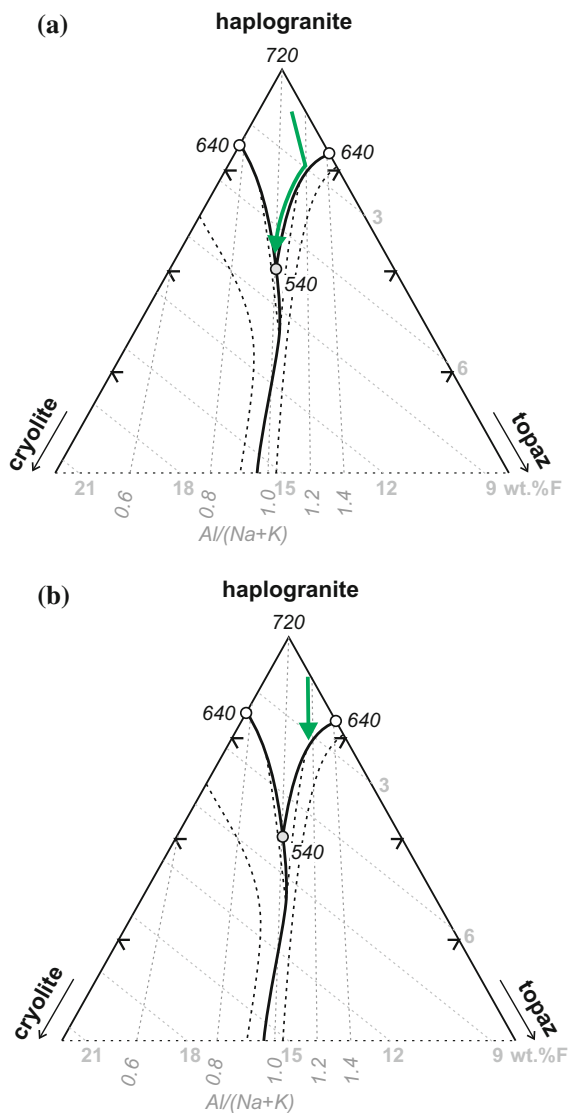 (a)
haplogranite
720
640
640
3
540
6
cryolite
topaz
21 18 15 12 9 wt.%F
0.6 0.8 1.0 1.2 1.4
Al/(Na+K)
(b)
haplogranite
720
640
640
3
540
6
cryolite
topaz
21 15 12 9 wt.%F
18
0.6 0.8 1.0 1.2 1.4
Al/(Na+K)